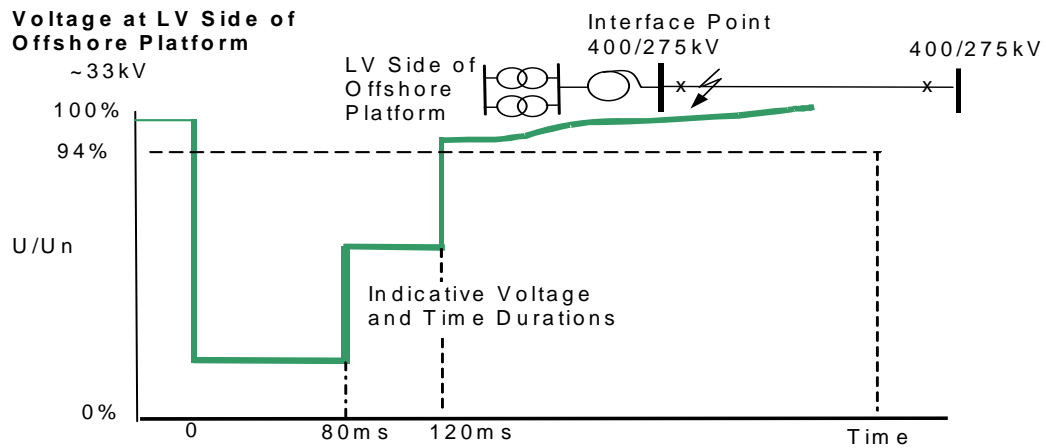 Voltage at LV Side of
Offshore Platform
~33kV
Interface Point
400/275kV
400/275kV
LV Side of
Offshore
Platform
x
x
100%
94%
U/Un
Indicative Voltage
and Time Durations
0%
0
80ms
120ms
Time